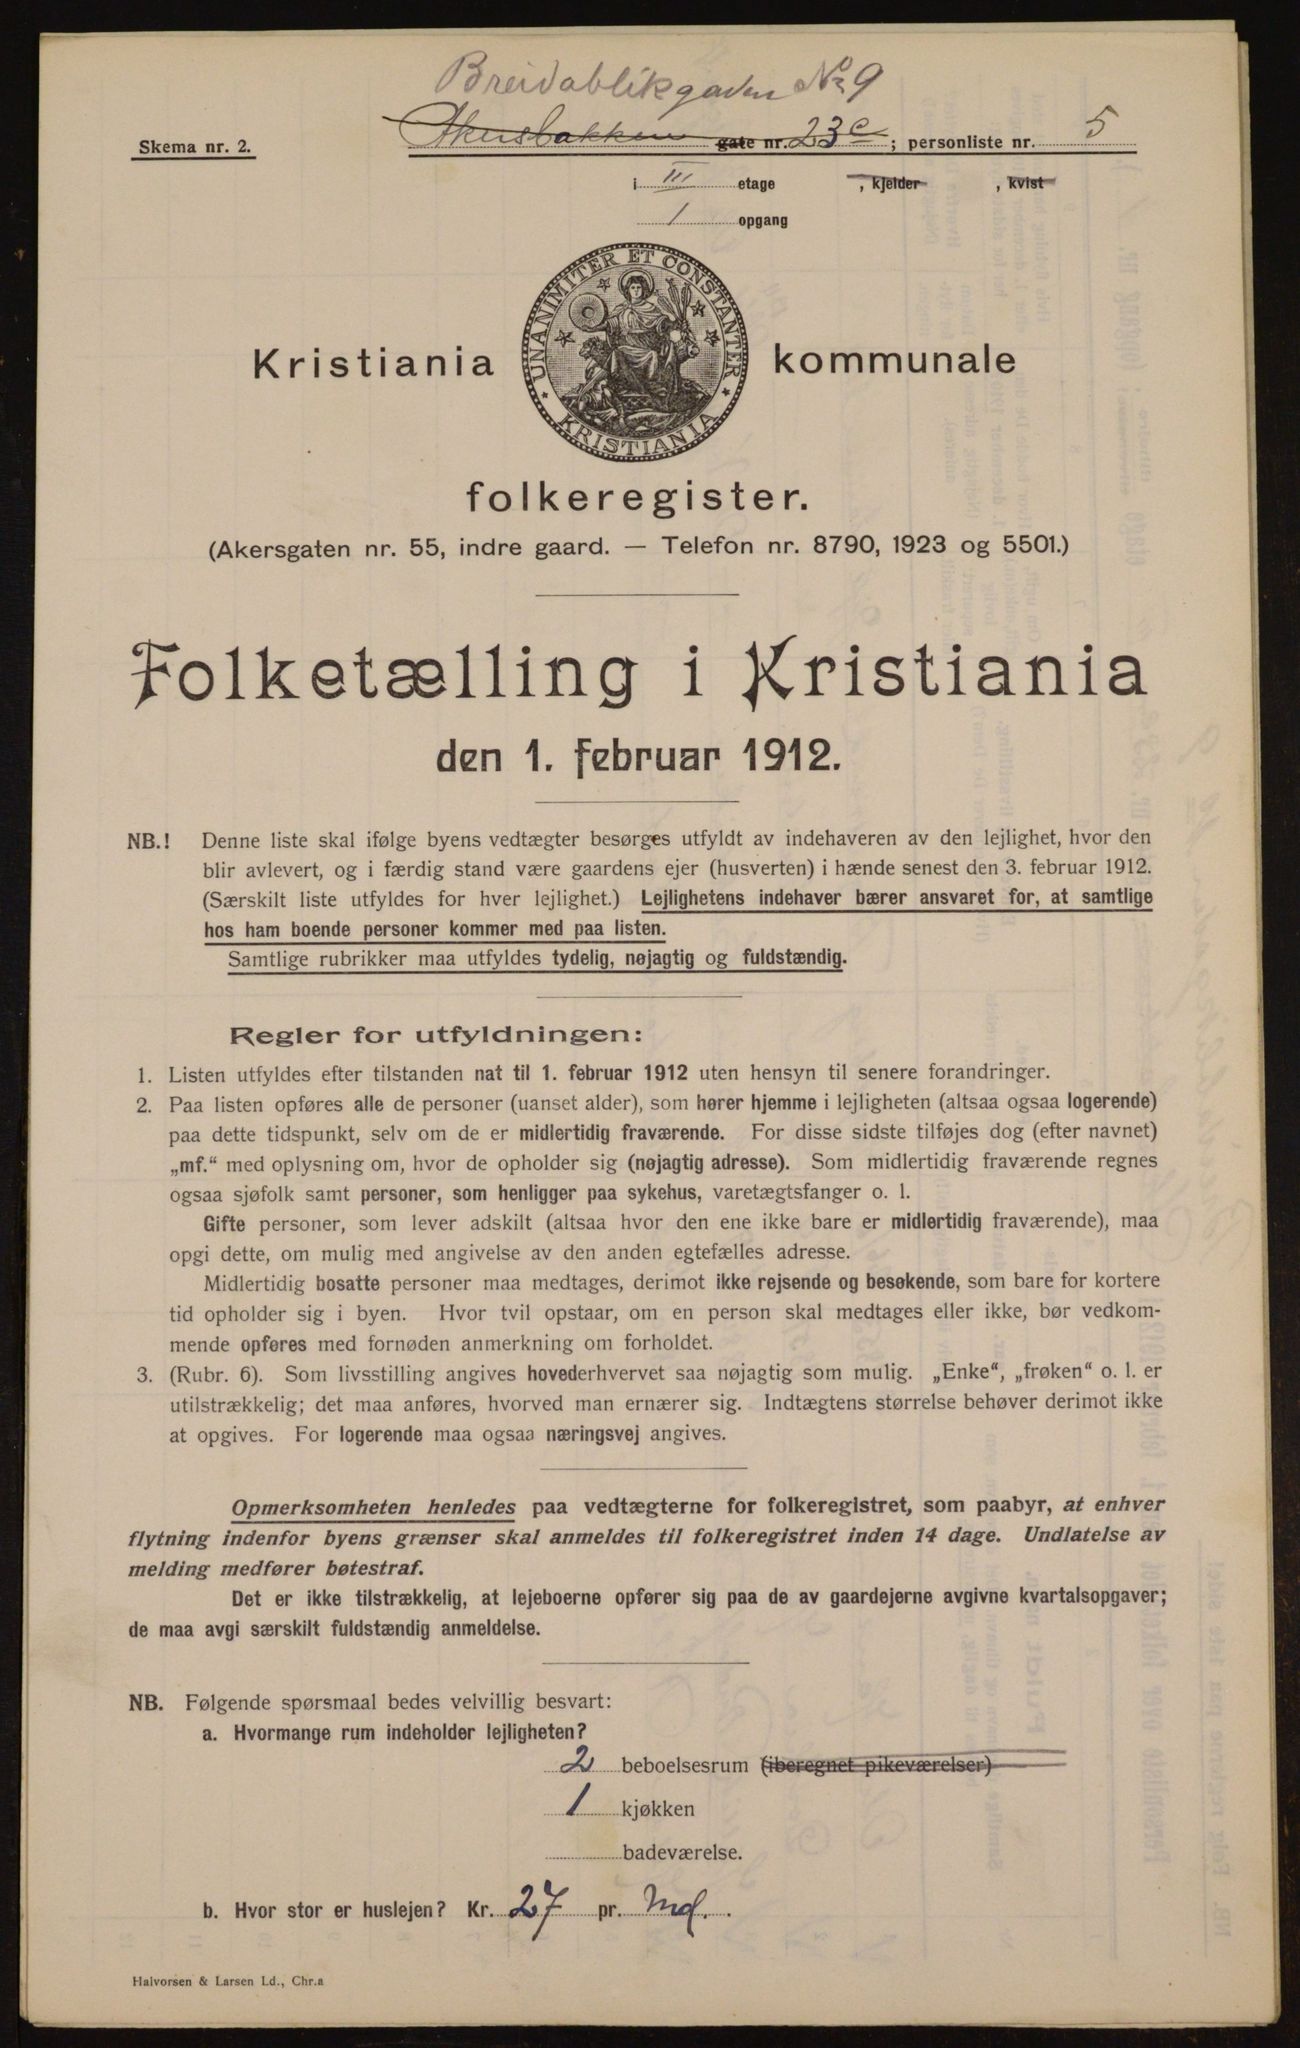 Breidablikgaden No 9
Skema nr. 2.
Akersbakken gate nr. 23c; personliste nr. 5
i III etage , kjelder , kvist
1 opgang
UNANIMITER ET CONSTANTER
KRISTIANIA
Kristiania kommunale
folkeregister.
(Akersgaten nr. 55, indre gaard. — Telefon nr. 8790, 1923 og 5501.)
Folketælling i Kristiania
den 1. februar 1912.
NB.! Denne liste skal ifølge byens vedtægter besørges utfyldt av indehaveren av den lejlighet, hvor den
blir avlevert, og i færdig stand være gaardens ejer (husverten) i hænde senest den 3. februar 1912.
(Særskilt liste utfyldes for hver lejlighet.) Lejlighetens indehaver bærer ansvaret for, at samtlige
hos ham boende personer kommer med paa listen.
Samtlige rubrikker maa utfyldes tydelig, nøjagtig og fuldstændig.
Regler for utfyldningen:
1. Listen utfyldes efter tilstanden nat til 1. februar 1912 uten hensyn til senere forandringer.
2. Paa listen opføres alle de personer (uanset alder), som hører hjemme i lejligheten (altsaa ogsaa logerende)
paa dette tidspunkt, selv om de er midlertidig fraværende. For disse sidste tilføjes dog (efter navnet)
„mf.“ med oplysning om, hvor de opholder sig (nøjagtig adresse). Som midlertidig fraværende regnes
ogsaa sjøfolk samt personer, som henligger paa sykehus, varetægtsfanger o. l.
Gifte personer, som lever adskilt (altsaa hvor den ene ikke bare er midlertidig fraværende), maa
opgi dette, om mulig med angivelse av den anden egtefælles adresse.
Midlertidig bosatte personer maa medtages, derimot ikke rejsende og besøkende, som bare for kortere
tid opholder sig i byen. Hvor tvil opstaar, om en person skal medtages eller ikke, bør vedkom-
mende opføres med fornøden anmerkning om forholdet.
3. (Rubr. 6). Som livsstilling angives hovederhvervet saa nøjagtig som mulig. „Enke“, „frøken“ o. l. er
utilstrækkelig; det maa anføres, hvorved man ernærer sig. Indtægtens størrelse behøver derimot ikke
at opgives. For logerende maa ogsaa næringsvej angives.
Opmerksomheten henledes paa vedtægterne for folkeregistret, som paabyr, at enhver
flytning indenfor byens grænser skal anmeldes til folkeregistret inden 14 dage. Undlatelse av
melding medfører bøtestraf.
Det er ikke tilstrækkelig, at lejeboerne opfører sig paa de av gaardejerne avgivne kvartalsopgaver;
de maa avgi særskilt fuldstændig anmeldelse.
NB. Følgende spørsmaal bedes velvillig besvart:
a. Hvormange rum indeholder lejligheten?
2 beboelsesrum (iberegnet pikeværelser)
1 kjøkken
badeværelse.
b. Hvor stor er huslejen? Kr. 27 pr. Md.
Halvorsen & Larsen Ld., Chr.a